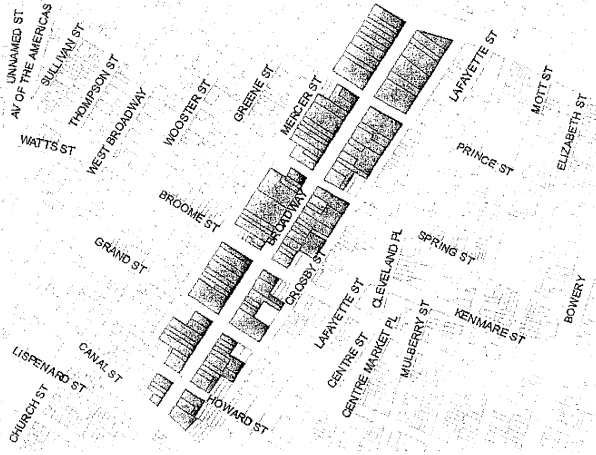 UNNAMED ST
AV OF THE AMERICAS
SULLIVAN ST
THOMPSON ST
WEST BROADWAY
WATTS ST
WOOSTER ST
GREENE ST
MERCER ST
LAFAYETTE ST
MOTT ST
ELIZABETH ST
PRINCE ST
BROOME ST
BROADWAY
GRAND ST
CROSBY ST
SPRING ST
CLEVELAND PL
LAFAYETTE ST
BOWERY
KENMARE ST
CENTRE ST
CENTRE MARKET PL
MULBERRY ST
CANAL ST
LISPENARD ST
CHURCH ST
HOWARD ST